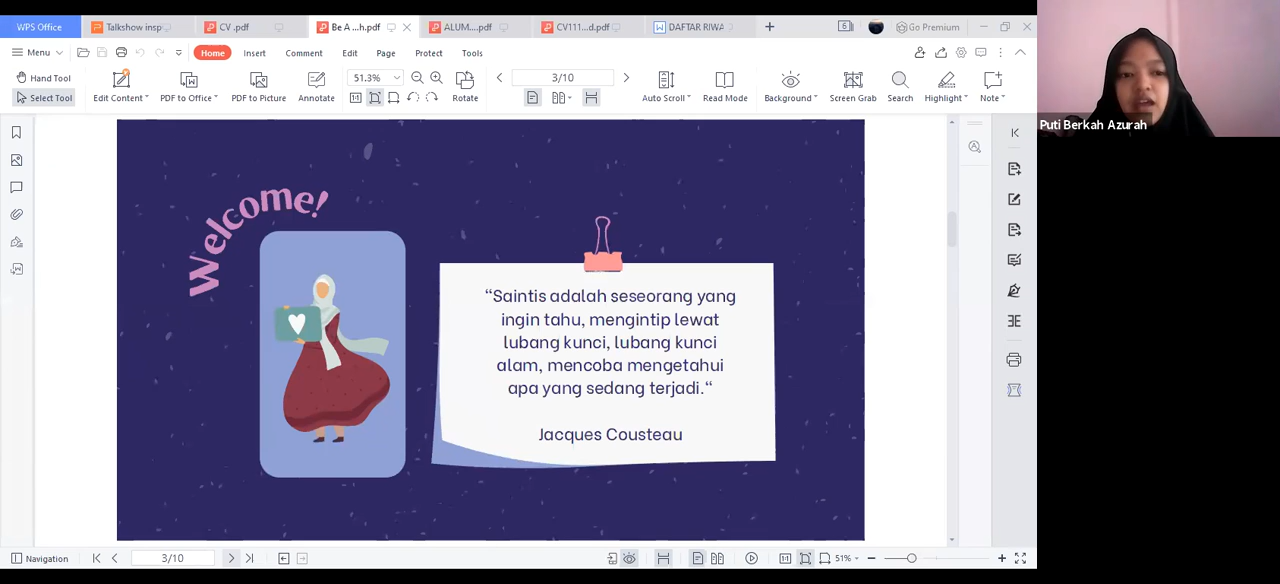 WPS Office
Talkshow insp
CV .pdf
Be A ...h.pdf
ALUM....pdf
CV111...d.pdf
DAFTAR RIWA
6
Go Premium
Menu
Home
Insert
Comment
Edit
Page
Protect
Tools
Hand Tool
Select Tool
Edit Content
PDF to Office
PDF to Picture
Annotate
51.3%
Rotate
3/10
Auto Scroll
Read Mode
Background
Screen Grab
Search
Highlight
Note
Puti Berkah Azurah
Welcome!
"Saintis adalah seseorang yang
ingin tahu, mengintip lewat
lubang kunci, lubang kunci
alam, mencoba mengetahui
apa yang sedang terjadi."
Jacques Cousteau
Navigation
3/10
51%